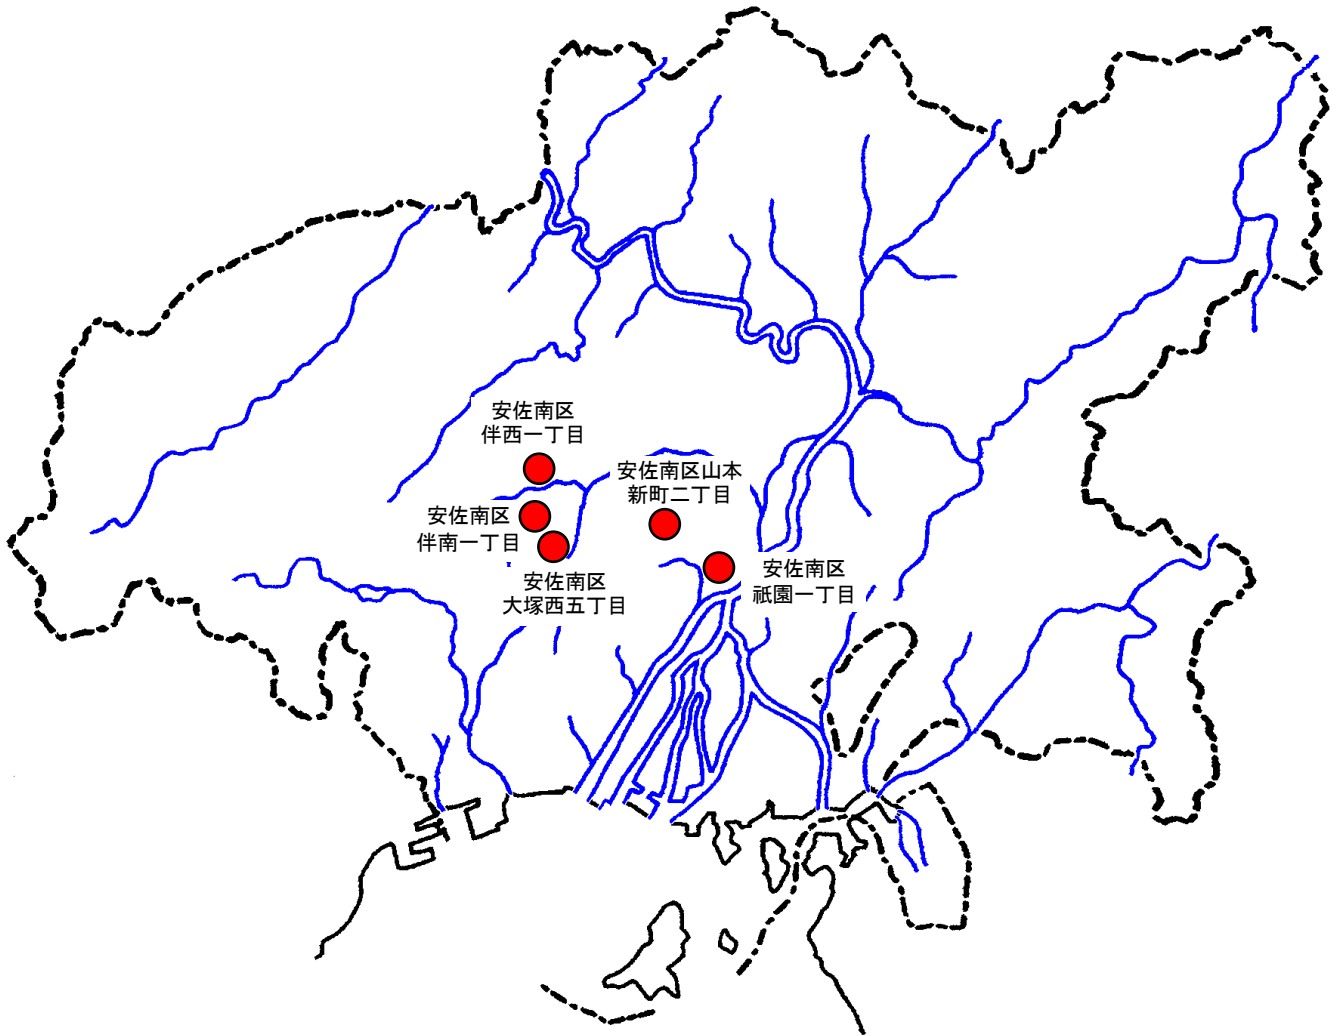 安佐南区
伴西一丁目
安佐南区山本
新町二丁目
安佐南区
伴南一丁目
安佐南区
大塚西五丁目
安佐南区
祇園一丁目